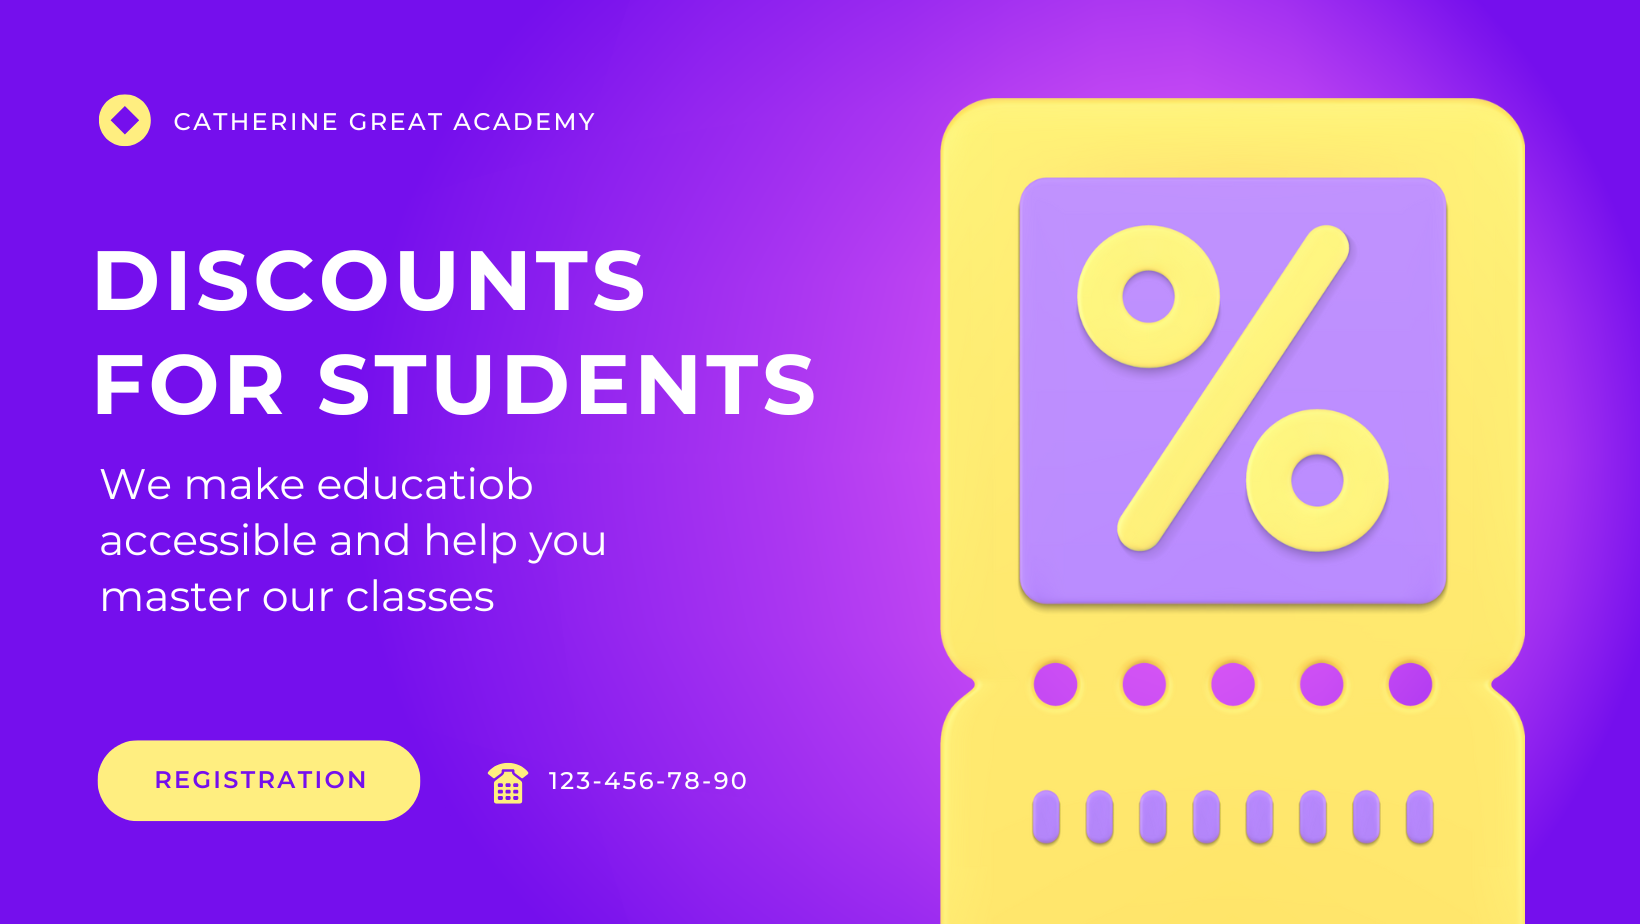 CATHERINE GREAT ACADEMY
DISCOUNTS
FOR STUDENTS
We make educatiob
accessible and help you
master our classes
REGISTRATION
123-456-78-90
%